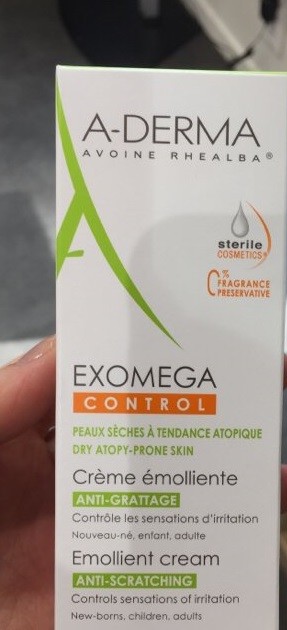 A-DERMA
AVOINE RHEALBA®
sterile
COSMETICS®
0%
FRAGRANCE
PRESERVATIVE
EXOMEGA
CONTROL
PEAUX SÈCHES À TENDANCE ATOPIQUE
DRY ATOPY-PRONE SKIN
Crème émolliente
ANTI-GRATTAGE
Contrôle les sensations d'irritation
Nouveau-né, enfant, adulte
Emollient cream
ANTI-SCRATCHING
Controls sensations of irritation
New-borns, children, adults